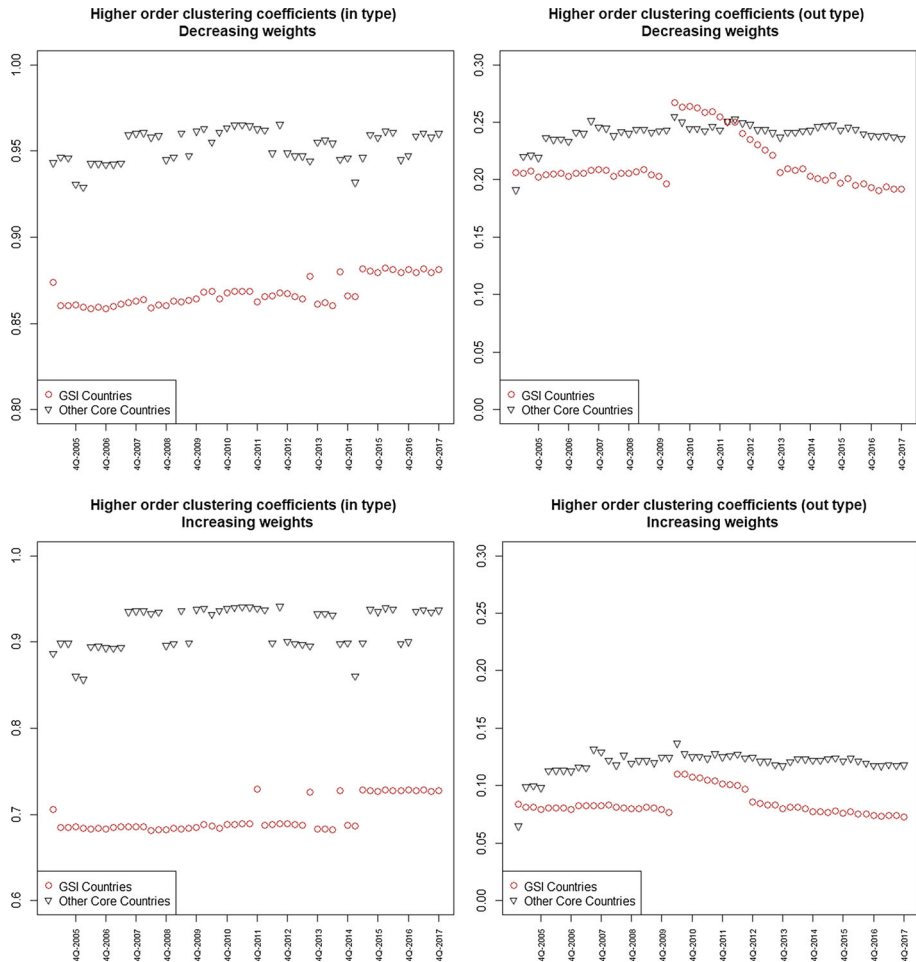 Higher order clustering coefficients (in type)
Decreasing weights
1.00
0.95
0.90
0.85
0.80
GSI Countries
Other Core Countries
4Q-2005
4Q-2006
4Q-2007
4Q-2008
4Q-2009
4Q-2010
4Q-2011
4Q-2012
4Q-2013
4Q-2014
4Q-2015
4Q-2016
4Q-2017
Higher order clustering coefficients (out type)
Decreasing weights
0.30
0.25
0.20
0.15
0.10
0.05
0.00
GSI Countries
Other Core Countries
4Q-2005
4Q-2006
4Q-2007
4Q-2008
4Q-2009
4Q-2010
4Q-2011
4Q-2012
4Q-2013
4Q-2014
4Q-2015
4Q-2016
4Q-2017
Higher order clustering coefficients (in type)
Increasing weights
1.0
0.9
0.8
0.7
0.6
GSI Countries
Other Core Countries
4Q-2005
4Q-2006
4Q-2007
4Q-2008
4Q-2009
4Q-2010
4Q-2011
4Q-2012
4Q-2013
4Q-2014
4Q-2015
4Q-2016
4Q-2017
Higher order clustering coefficients (out type)
Increasing weights
0.30
0.25
0.20
0.15
0.10
0.05
0.00
GSI Countries
Other Core Countries
4Q-2005
4Q-2006
4Q-2007
4Q-2008
4Q-2009
4Q-2010
4Q-2011
4Q-2012
4Q-2013
4Q-2014
4Q-2015
4Q-2016
4Q-2017